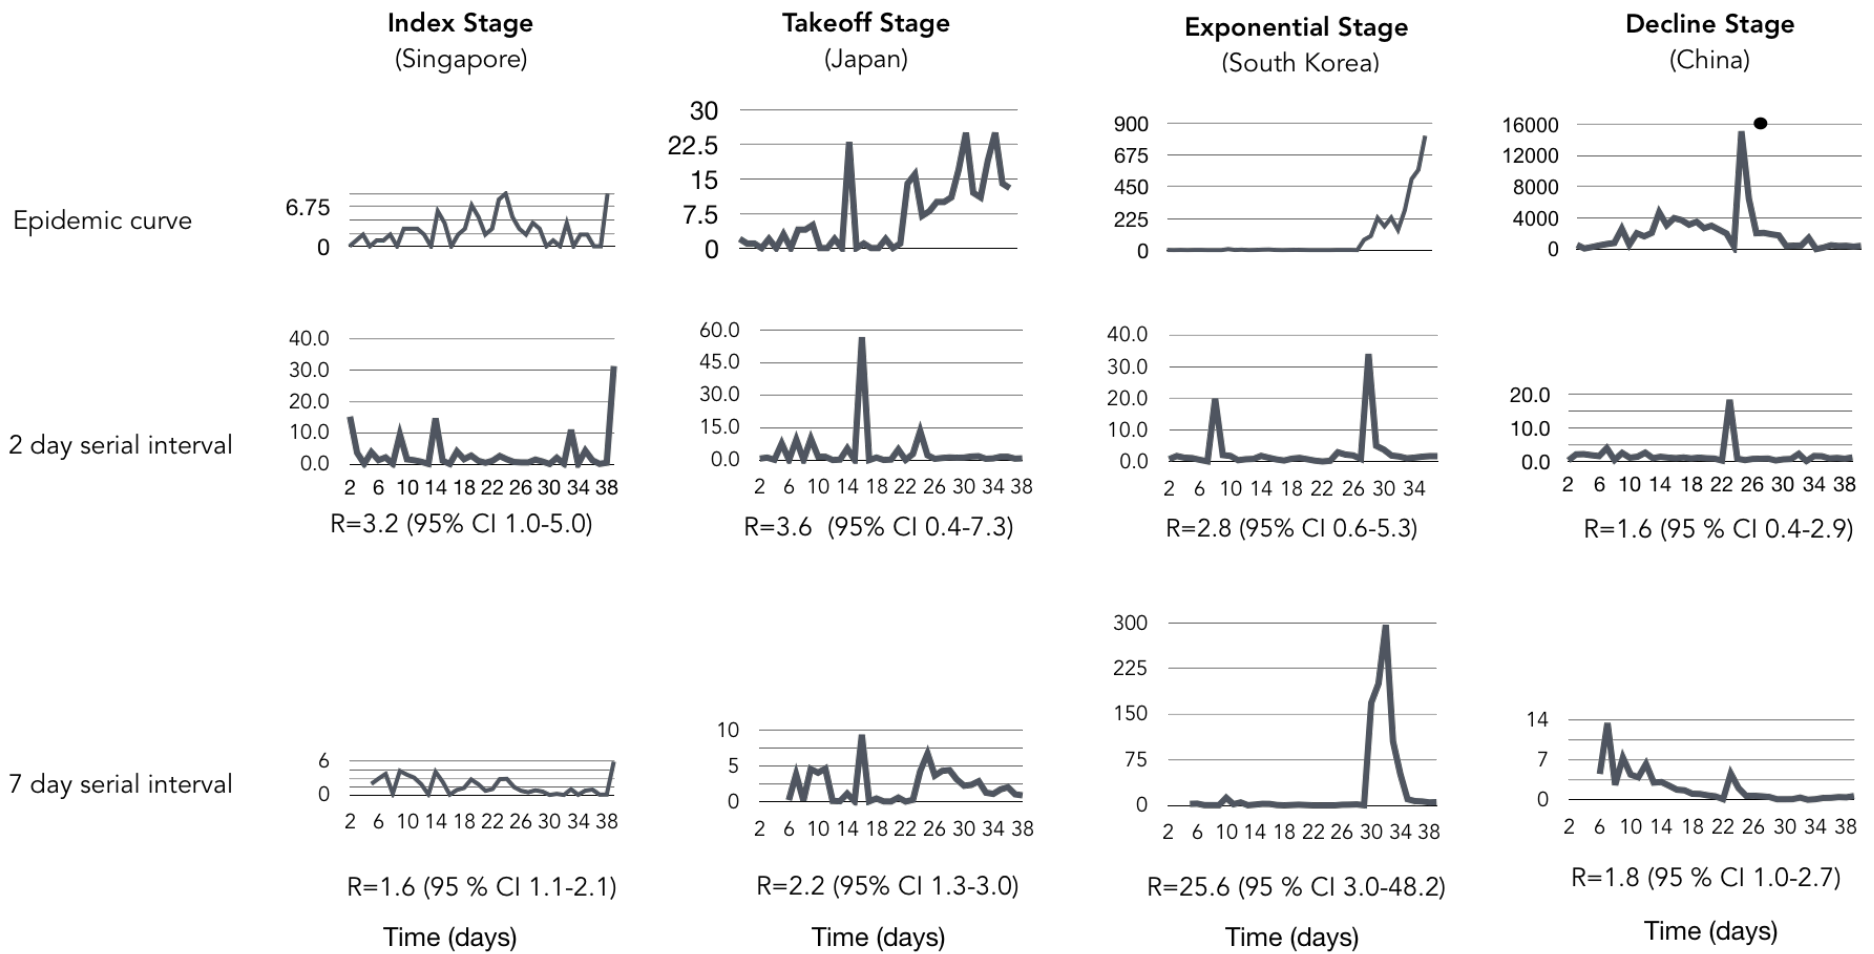 Index Stage
(Singapore)
Takeoff Stage
(Japan)
Exponential Stage
(South Korea)
Decline Stage
(China)
Epidemic curve
6.75
0
30
22.5
15
7.5
0
900
675
450
225
0
16000
12000
8000
4000
0
2 day serial interval
40.0
30.0
20.0
10.0
0.0
2 6 10 14 18 22 26 30 34 38
R=3.2 (95% CI 1.0-5.0)
60.0
45.0
30.0
15.0
0.0
2 6 10 14 18 22 26 30 34 38
R=3.6 (95% CI 0.4-7.3)
40.0
30.0
20.0
10.0
0.0
2 6 10 14 18 22 26 30 34
R=2.8 (95% CI 0.6-5.3)
20.0
10.0
0.0
2 6 10 14 18 22 26 30 34 38
R=1.6 (95 % CI 0.4-2.9)
7 day serial interval
6
0
2 6 10 14 18 22 26 30 34 38
R=1.6 (95 % CI 1.1-2.1)
Time (days)
10
5
0
2 6 10 14 18 22 26 30 34 38
R=2.2 (95% CI 1.3-3.0)
Time (days)
300
225
150
75
0
2 6 10 14 18 22 26 30 34 38
R=25.6 (95 % CI 3.0-48.2)
Time (days)
14
7
0
2 6 10 14 18 22 26 30 34 38
R=1.8 (95 % CI 1.0-2.7)
Time (days)